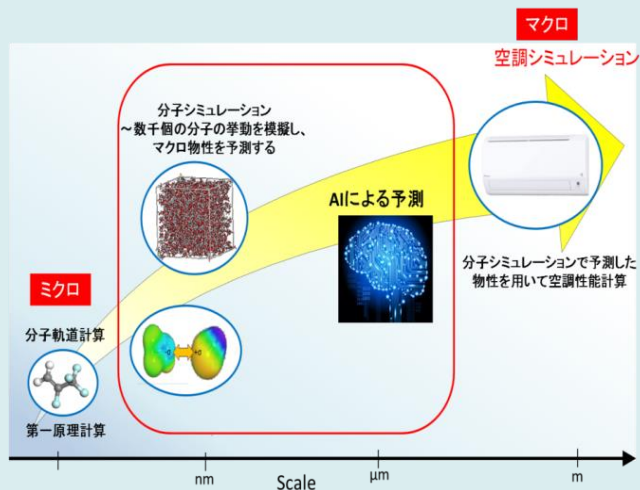 マクロ
空調シミュレーション
分子シミュレーション
～数千個の分子の挙動を模擬し、
マクロ物性を予測する
AIによる予測
分子シミュレーションで予測した
物性を用いて空調性能計算
ミクロ
分子軌道計算
第一原理計算
nm
Scale
μm
m